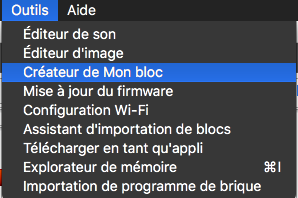 Outils Aide
Éditeur de son
Éditeur d'image
Créateur de Mon bloc
Mise à jour du firmware
Configuration Wi-Fi
Assistant d'importation de blocs
Télécharger en tant qu'appli
Explorateur de mémoire ⌘I
Importation de programme de brique